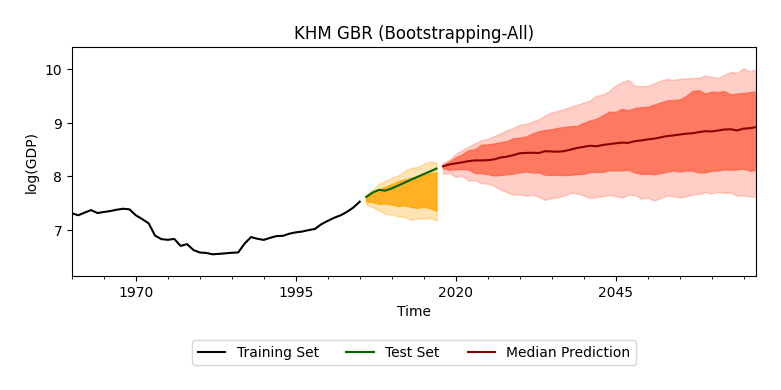 KHM GBR (Bootstrapping-All)
log(GDP)
10
9
8
7
1970 1995 2020 2045
Time
Training Set Test Set Median Prediction